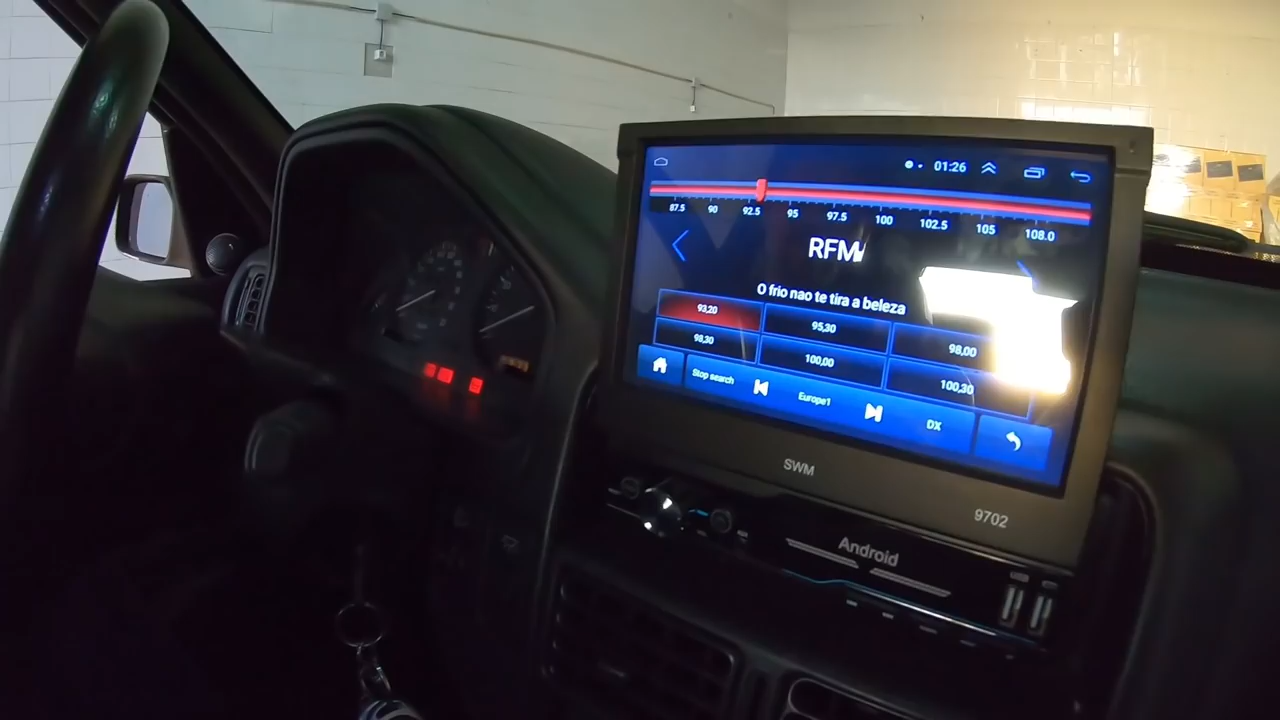 01:26
87.5 90 92.5 95 97.5 100 102.5 105 108.0
RFM
O frio nao te tira a beleza
93,20 95,30 98,00
98,30 100,00 100,30
Stop search Europe1 DX
SWM
9702
Android